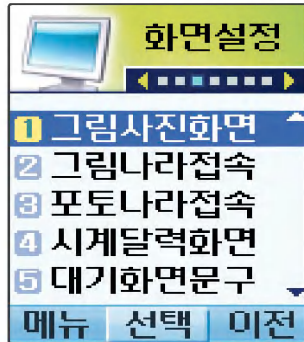 화면설정
1 그림사진화면
2 그림나라접속
3 포토나라접속
4 시계달력화면
5 대기화면문구
메뉴 선택 이전